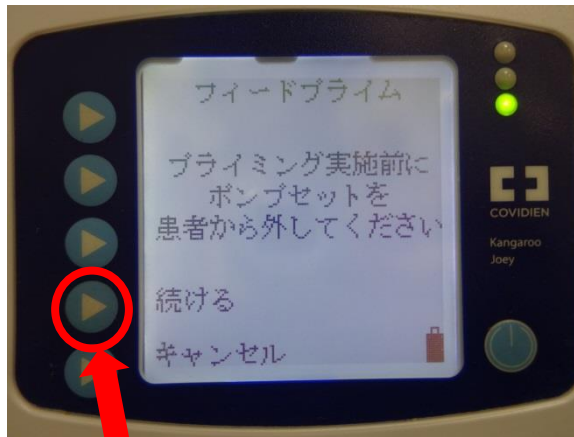 フィードプライム
プライミング実施前に
ポンプセットを
患者から外してください
続ける
キャンセル
COVIDIEN
Kangaroo
Joey